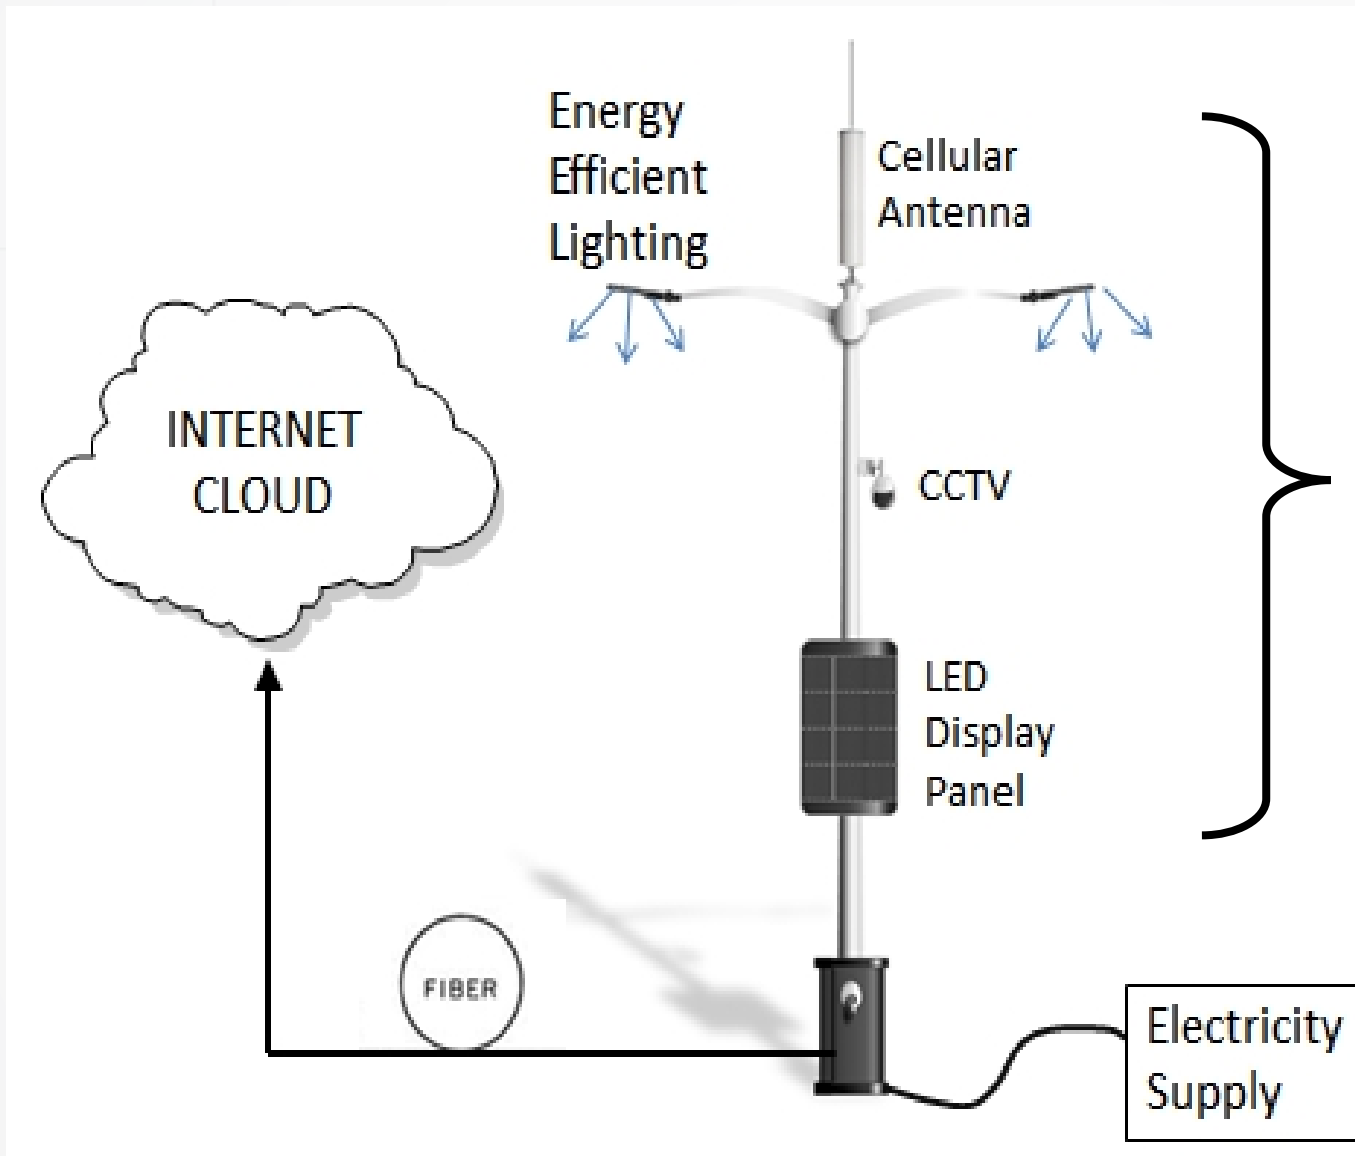 Energy
Efficient
Lighting
Cellular
Antenna
INTERNET
CLOUD
CCTV
LED
Display
Panel
FIBER
Electricity
Supply